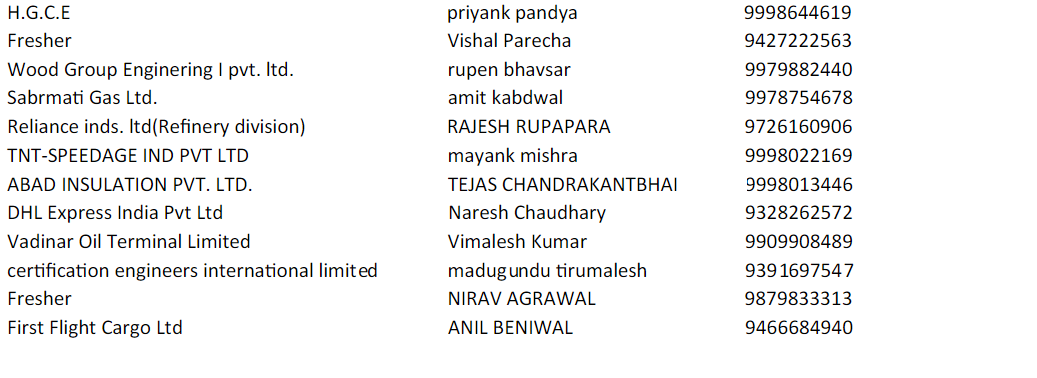 H.G.C.E priyank pandya 9998644619
Fresher Vishal Parecha 9427222563
Wood Group Enginering I pvt. ltd. rupen bhavsar 9979882440
Sabrmati Gas Ltd. amit kabdwal 9978754678
Reliance inds. ltd(Refinery division) RAJESH RUPAPARA 9726160906
TNT-SPEEDAGE IND PVT LTD mayank mishra 9998022169
ABAD INSULATION PVT. LTD. TEJAS CHANDRAKANTBHAI 9998013446
DHL Express India Pvt Ltd Naresh Chaudhary 9328262572
Vadinar Oil Terminal Limited Vimalesh Kumar 9909908489
certification engineers international limited madugundu tirumalesh 9391697547
Fresher NIRAV AGRAWAL 9879833313
First Flight Cargo Ltd ANIL BENIWAL 9466684940